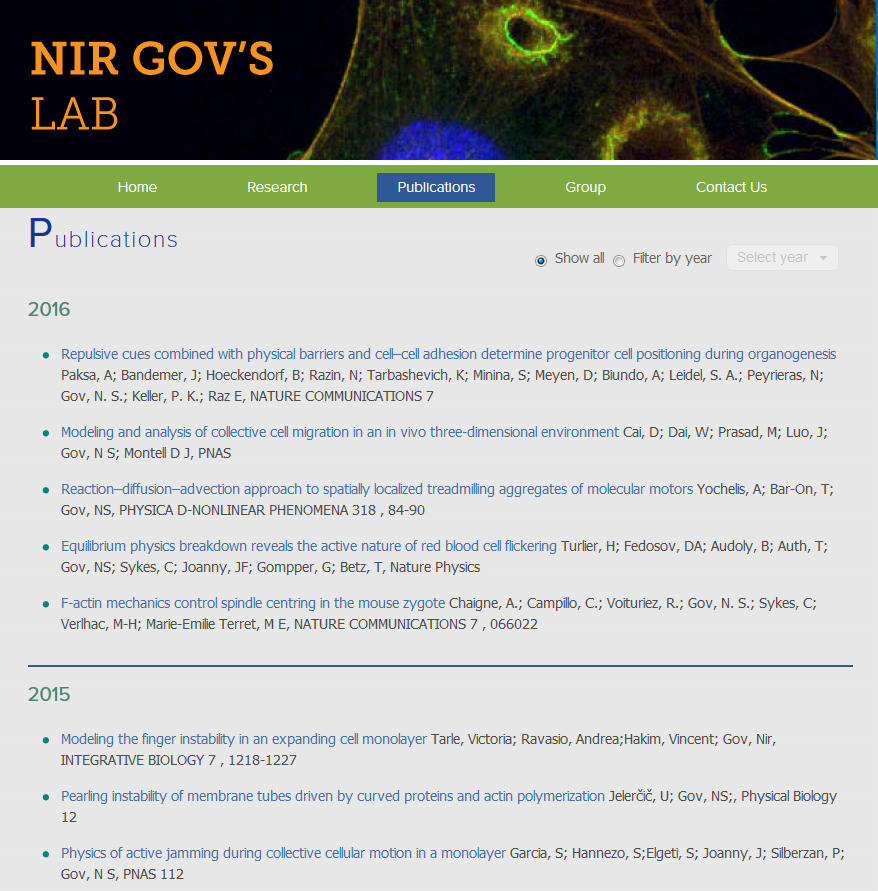 NIR GOV'S
LAB
Home Research Publications Group Contact Us
Publications
Show all Filter by year Select year
2016
Repulsive cues combined with physical barriers and cell–cell adhesion determine progenitor cell positioning during organogenesis
Paksa, A; Bandemer, J; Hoeckendorf, B; Razin, N; Tarbashevich, K; Minina, S; Meyen, D; Biundo, A; Leidel, S. A.; Peyrieras, N;
Gov, N. S.; Keller, P. K.; Raz E, NATURE COMMUNICATIONS 7
Modeling and analysis of collective cell migration in an in vivo three-dimensional environment Cai, D; Dai, W; Prasad, M; Luo, J;
Gov, N S; Montell D J, PNAS
Reaction–diffusion–advection approach to spatially localized treadmilling aggregates of molecular motors Yochelis, A; Bar-On, T;
Gov, NS, PHYSICA D-NONLINEAR PHENOMENA 318 , 84-90
Equilibrium physics breakdown reveals the active nature of red blood cell flickering Turlier, H; Fedosov, DA; Audoly, B; Auth, T;
Gov, NS; Sykes, C; Joanny, JF; Gompper, G; Betz, T, Nature Physics
F-actin mechanics control spindle centring in the mouse zygote Chaigne, A.; Campillo, C.; Voituriez, R.; Gov, N. S.; Sykes, C;
Verlhac, M-H; Marie-Emilie Terret, M E, NATURE COMMUNICATIONS 7 , 066022
2015
Modeling the finger instability in an expanding cell monolayer Tarle, Victoria; Ravasio, Andrea;Hakim, Vincent; Gov, Nir,
INTEGRATIVE BIOLOGY 7 , 1218-1227
Pearling instability of membrane tubes driven by curved proteins and actin polymerization Jelerčič, U; Gov, NS;, Physical Biology
12
Physics of active jamming during collective cellular motion in a monolayer Garcia, S; Hannezo, S;Elgeti, S; Joanny, J; Silberzan, P;
Gov, N S, PNAS 112